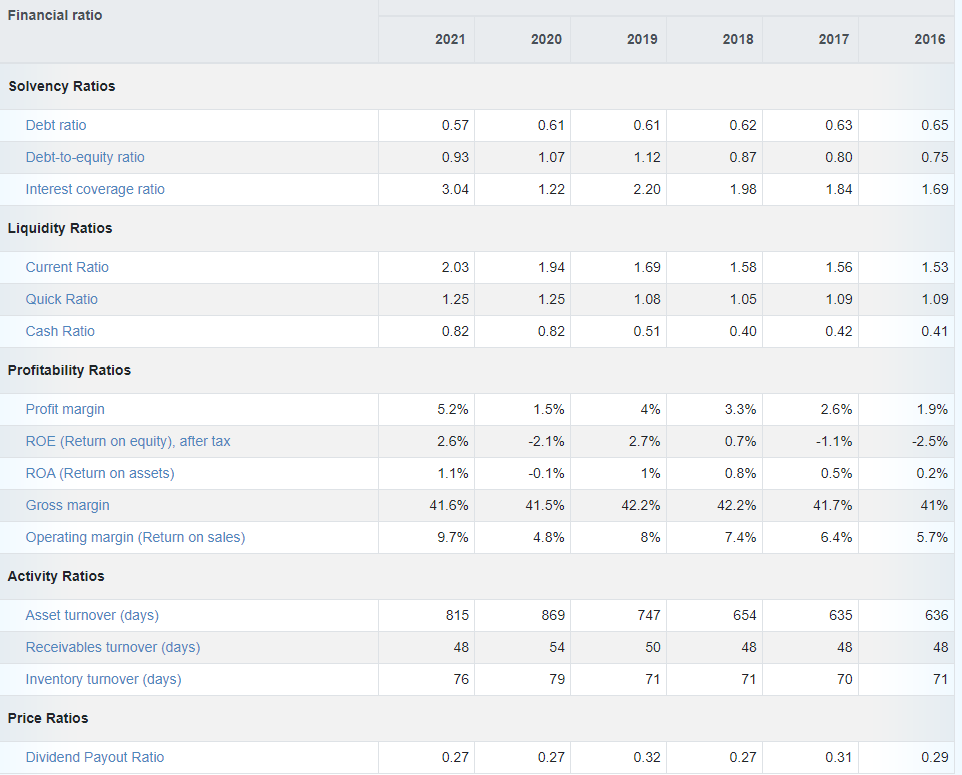 Financial ratio
2021 2020 2019 2018 2017 2016
Solvency Ratios
Debt ratio 0.57 0.61 0.61 0.62 0.63 0.65
Debt-to-equity ratio 0.93 1.07 1.12 0.87 0.80 0.75
Interest coverage ratio 3.04 1.22 2.20 1.98 1.84 1.69
Liquidity Ratios
Current Ratio 2.03 1.94 1.69 1.58 1.56 1.53
Quick Ratio 1.25 1.25 1.08 1.05 1.09 1.09
Cash Ratio 0.82 0.82 0.51 0.40 0.42 0.41
Profitability Ratios
Profit margin 5.2% 1.5% 4% 3.3% 2.6% 1.9%
ROE (Return on equity), after tax 2.6% -2.1% 2.7% 0.7% -1.1% -2.5%
ROA (Return on assets) 1.1% -0.1% 1% 0.8% 0.5% 0.2%
Gross margin 41.6% 41.5% 42.2% 42.2% 41.7% 41%
Operating margin (Return on sales) 9.7% 4.8% 8% 7.4% 6.4% 5.7%
Activity Ratios
Asset turnover (days) 815 869 747 654 635 636
Receivables turnover (days) 48 54 50 48 48 48
Inventory turnover (days) 76 79 71 71 70 71
Price Ratios
Dividend Payout Ratio 0.27 0.27 0.32 0.27 0.31 0.29